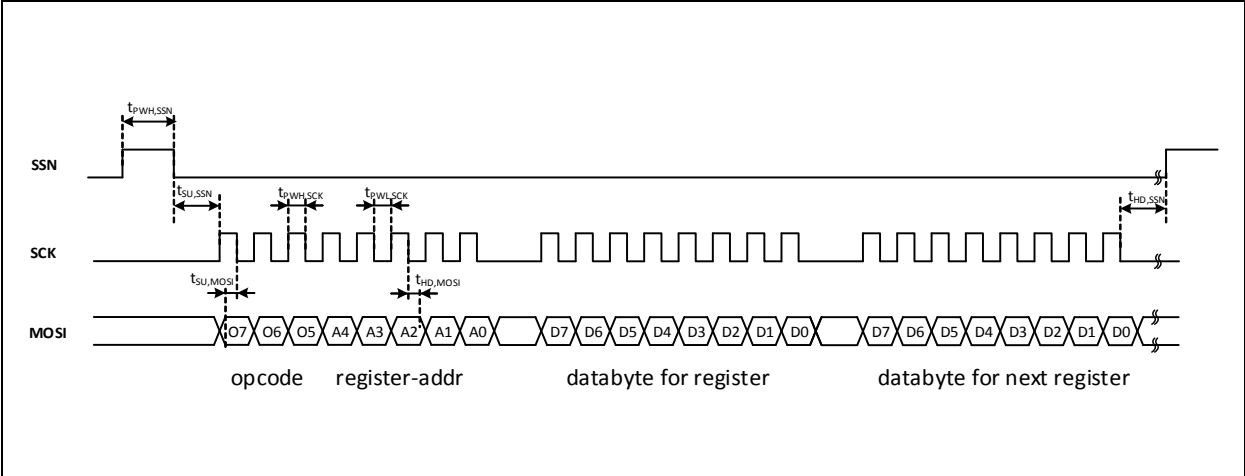 tPWH,SSN
SSN
tSU,SSN tPWH,SCK tPWL,SCK tHD,SSN
SCK
tSU,MOSI tHD,MOSI
MOSI O7 O6 O5 A4 A3 A2 A1 A0 D7 D6 D5 D4 D3 D2 D1 D0 D7 D6 D5 D4 D3 D2 D1 D0
opcode register-addr databyte for register databyte for next register